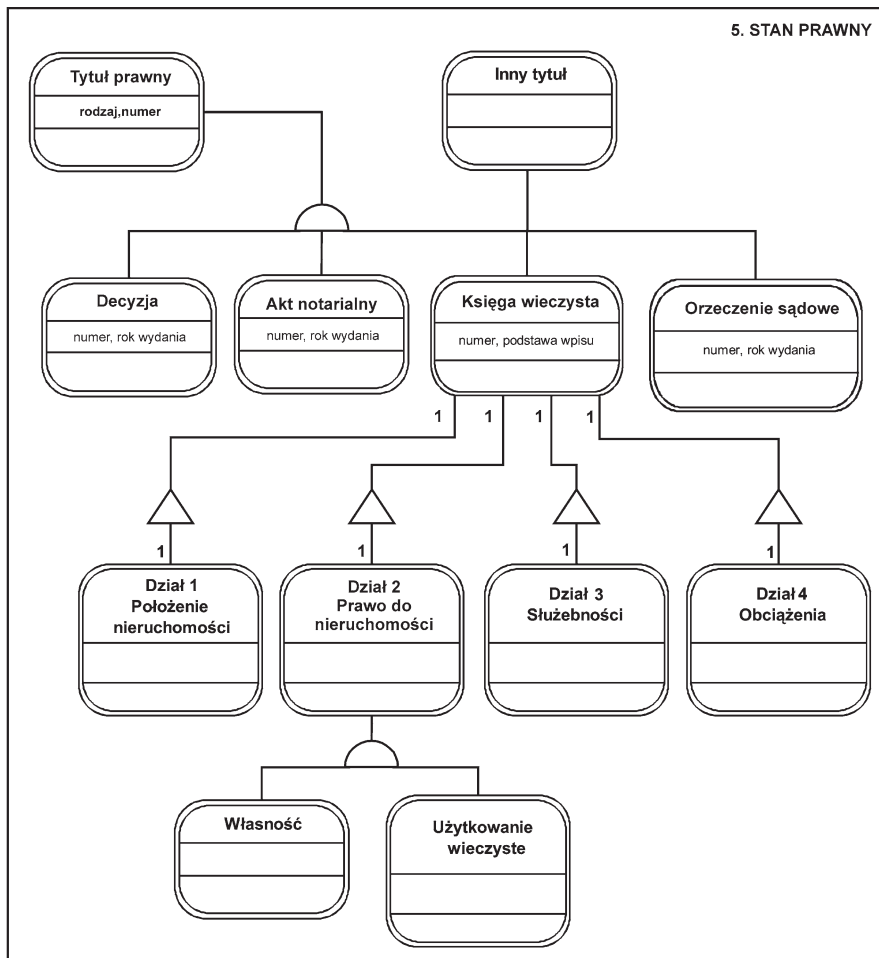 5. STAN PRAWNY
Tytuł prawny
rodzaj,numer
Inny tytuł
Decyzja
numer, rok wydania
Akt notarialny
numer, rok wydania
Księga wieczysta
numer, podstawa wpisu
Orzeczenie sądowe
numer, rok wydania
1
1
1
1
1
1
1
1
Dział 1
Położenie
nieruchomości
Dział 2
Prawo do
nieruchomości
Dział 3
Służebności
Dział 4
Obciążenia
Własność
Użytkowanie
wieczyste